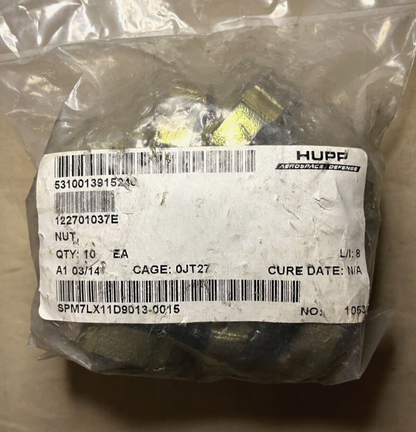 HUPP
AEROSPACE DEFENSE
122701037E
NUT
QTY: 10 EA L/I: 8
A1 03/14 CAGE: 0JT27 CURE DATE: N/A
SPM7LX11D9013-0015
NO: